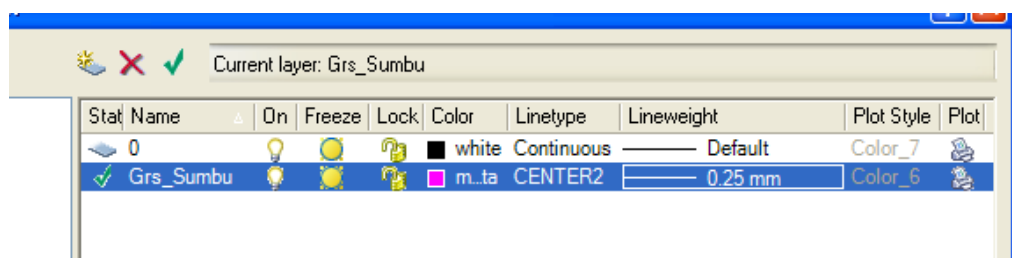 Current layer: Grs_Sumbu
Stat Name On Freeze Lock Color Linetype Lineweight Plot Style Plot
0 white Continuous Default Color_7
Grs_Sumbu m...ta CENTER2 0.25 mm Color_6